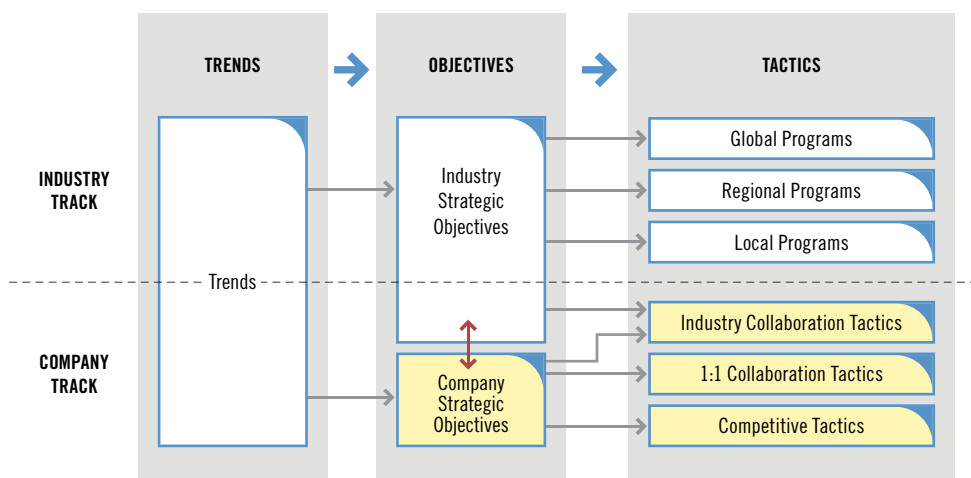 TRENDS
OBJECTIVES
TACTICS
INDUSTRY
TRACK
COMPANY
TRACK
Trends
Industry
Strategic
Objectives
Company
Strategic
Objectives
Global Programs
Regional Programs
Local Programs
Industry Collaboration Tactics
1:1 Collaboration Tactics
Competitive Tactics